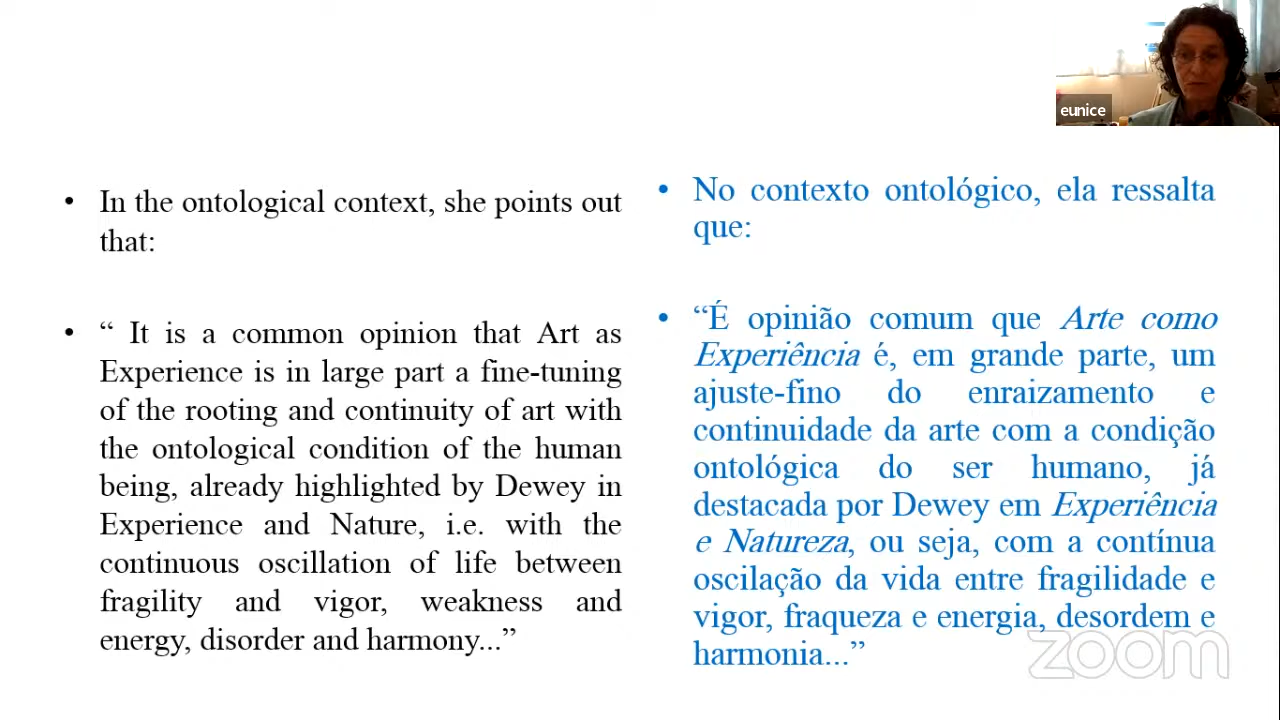 eunice
• In the ontological context, she points out
that:
• “ It is a common opinion that Art as
Experience is in large part a fine-tuning
of the rooting and continuity of art with
the ontological condition of the human
being, already highlighted by Dewey in
Experience and Nature, i.e. with the
continuous oscillation of life between
fragility and vigor, weakness and
energy, disorder and harmony...”
• No contexto ontológico, ela ressalta
que:
• “É opinião comum que Arte como
Experiência é, em grande parte, um
ajuste-fino do enraizamento e
continuidade da arte com a condição
ontológica do ser humano, já
destacada por Dewey em Experiência
e Natureza, ou seja, com a contínua
oscilação da vida entre fragilidade e
vigor, fraqueza e energia, desordem e
harmonia...”
zoom